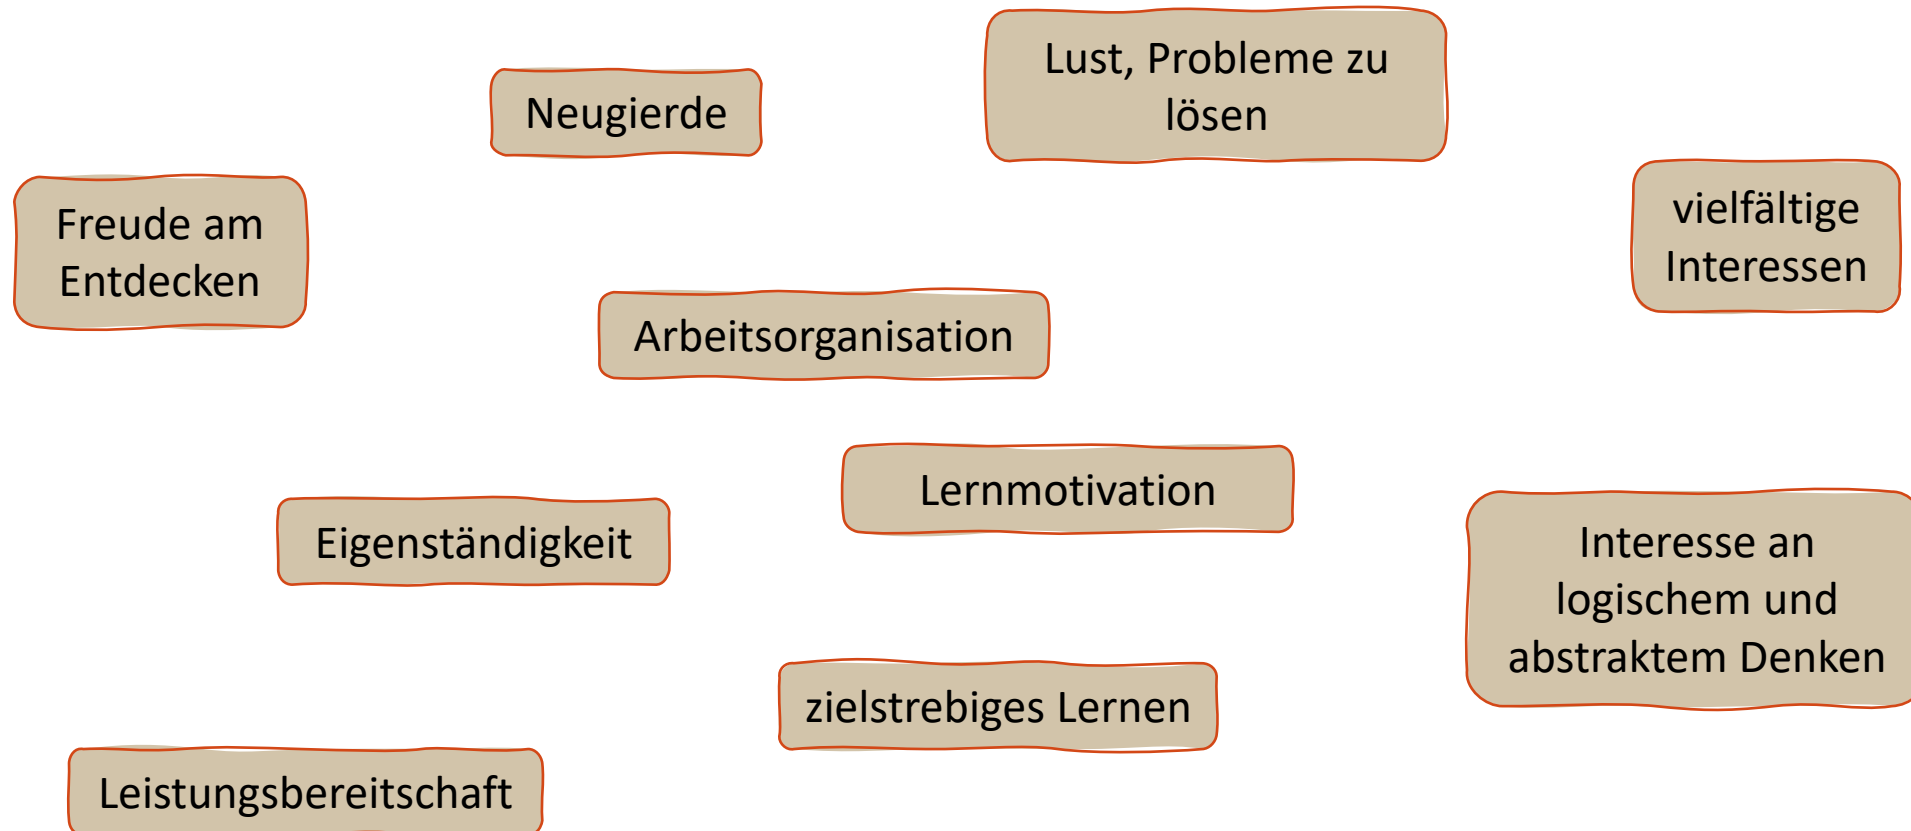 Lust, Probleme zu
lösen
Neugierde
vielfältige
Interessen
Freude am
Entdecken
Arbeitsorganisation
Lernmotivation
Eigenständigkeit
Interesse an
logischem und
abstraktem Denken
zielstrebiges Lernen
Leistungsbereitschaft